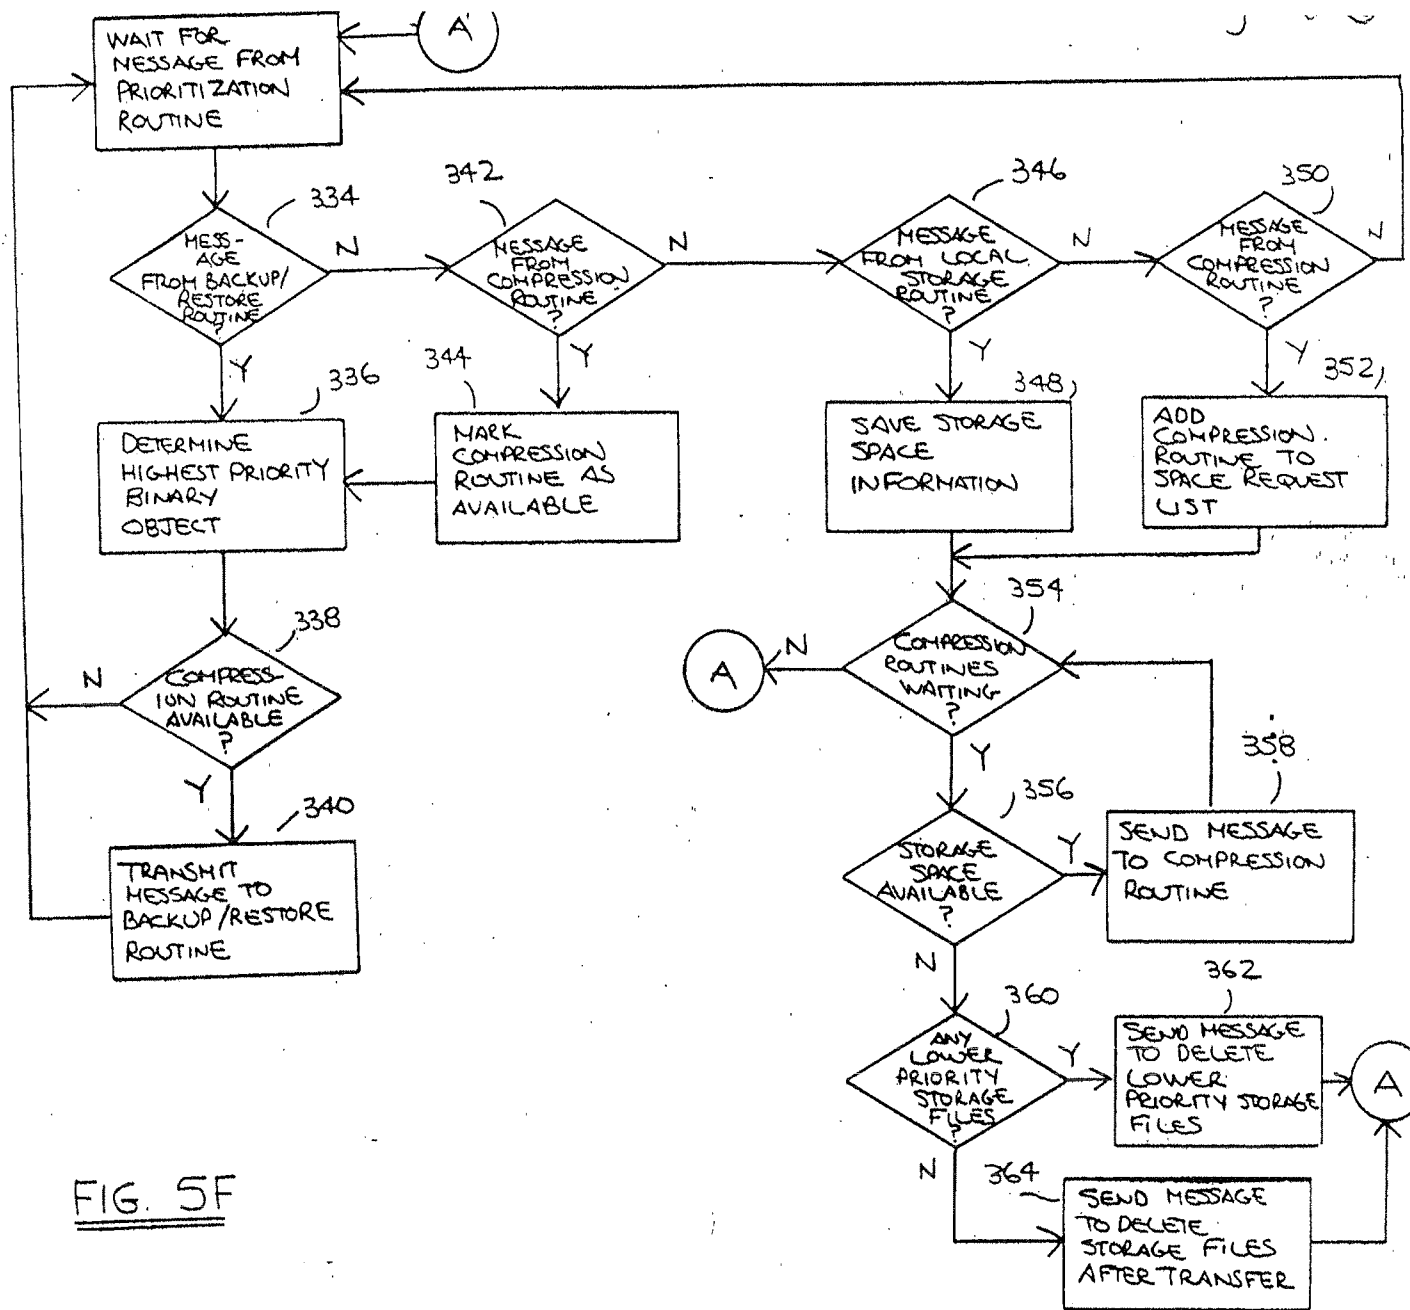 A
WAIT FOR
NESSAGE FROM
PRIORITIZATION
ROUTINE
334
MESS-
AGE
FROM BACKUP/
RESTORE
ROUTINE
?
N
Y
342
MESSAGE
FROM
COMPRESSION
ROUTINE
?
N
Y
346
MESSAGE
FROM LOCAL
STORAGE
ROUTINE
?
N
Y
350
MESSAGE
FROM
COMPRESSION
ROUTINE
?
N
Y
336
DETERMINE
HIGHEST PRIORITY
BINARY
OBJECT
344
MARK
COMPRESSION
ROUTINE AS
AVAILABLE
348
SAVE STORAGE
SPACE
INFORMATION
352
ADD
COMPRESSION
ROUTINE TO
SPACE REQUEST
LIST
338
COMPRESS-
ION ROUTINE
AVAILABLE
?
N
Y
340
TRANSMIT
MESSAGE TO
BACKUP/RESTORE
ROUTINE
354
COMPRESSION
ROUTINES
WAITING
?
N
A
Y
356
STORAGE
SPACE
AVAILABLE
?
Y
N
358
SEND MESSAGE
TO COMPRESSION
ROUTINE
360
ANY
LOWER
PRIORITY
STORAGE
FILES
?
Y
N
362
SEND MESSAGE
TO DELETE
LOWER
PRIORITY STORAGE
FILES
A
364
SEND MESSAGE
TO DELETE
STORAGE FILES
AFTER TRANSFER
FIG. 5F